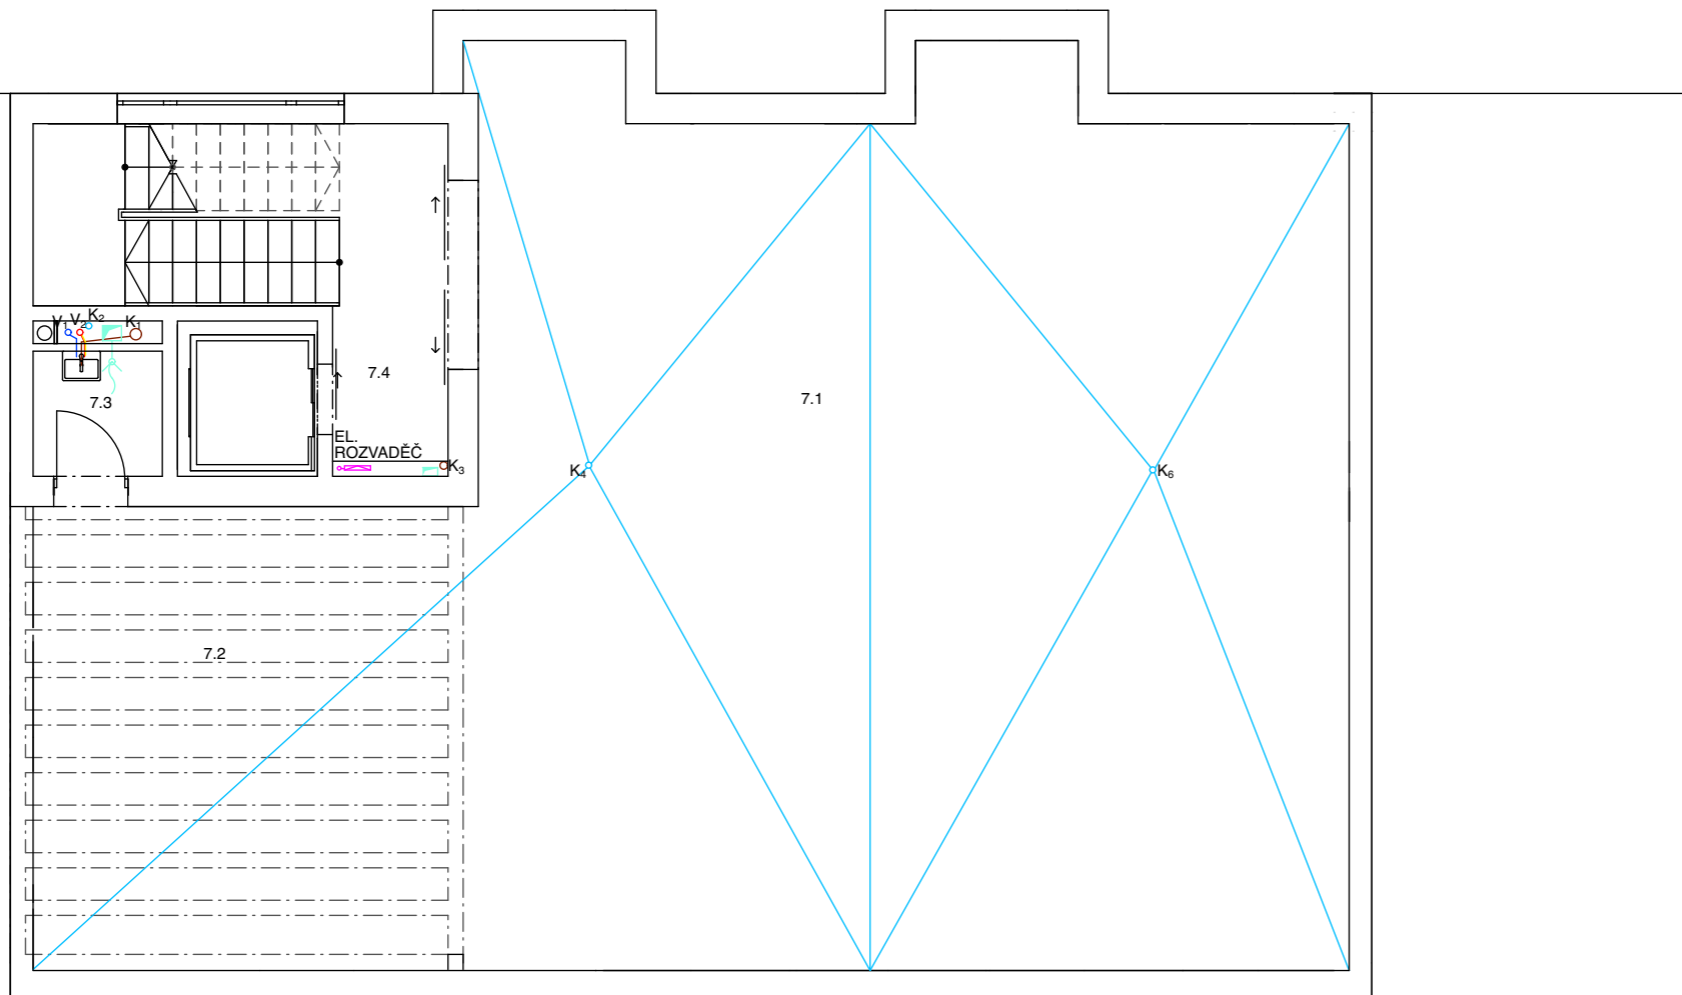 V₁ V₂ K₂ K₁
7.4
7.3
7.1
EL.
ROZVADĚČ
K₃
K₄
K₆
7.2